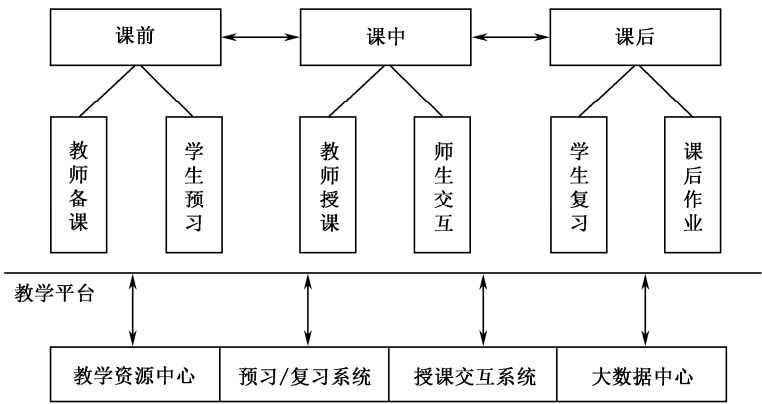 课前
课中
课后
教师备课
学生预习
教师授课
师生交互
学生复习
课后作业
教学平台
教学资源中心
预习/复习系统
授课交互系统
大数据中心